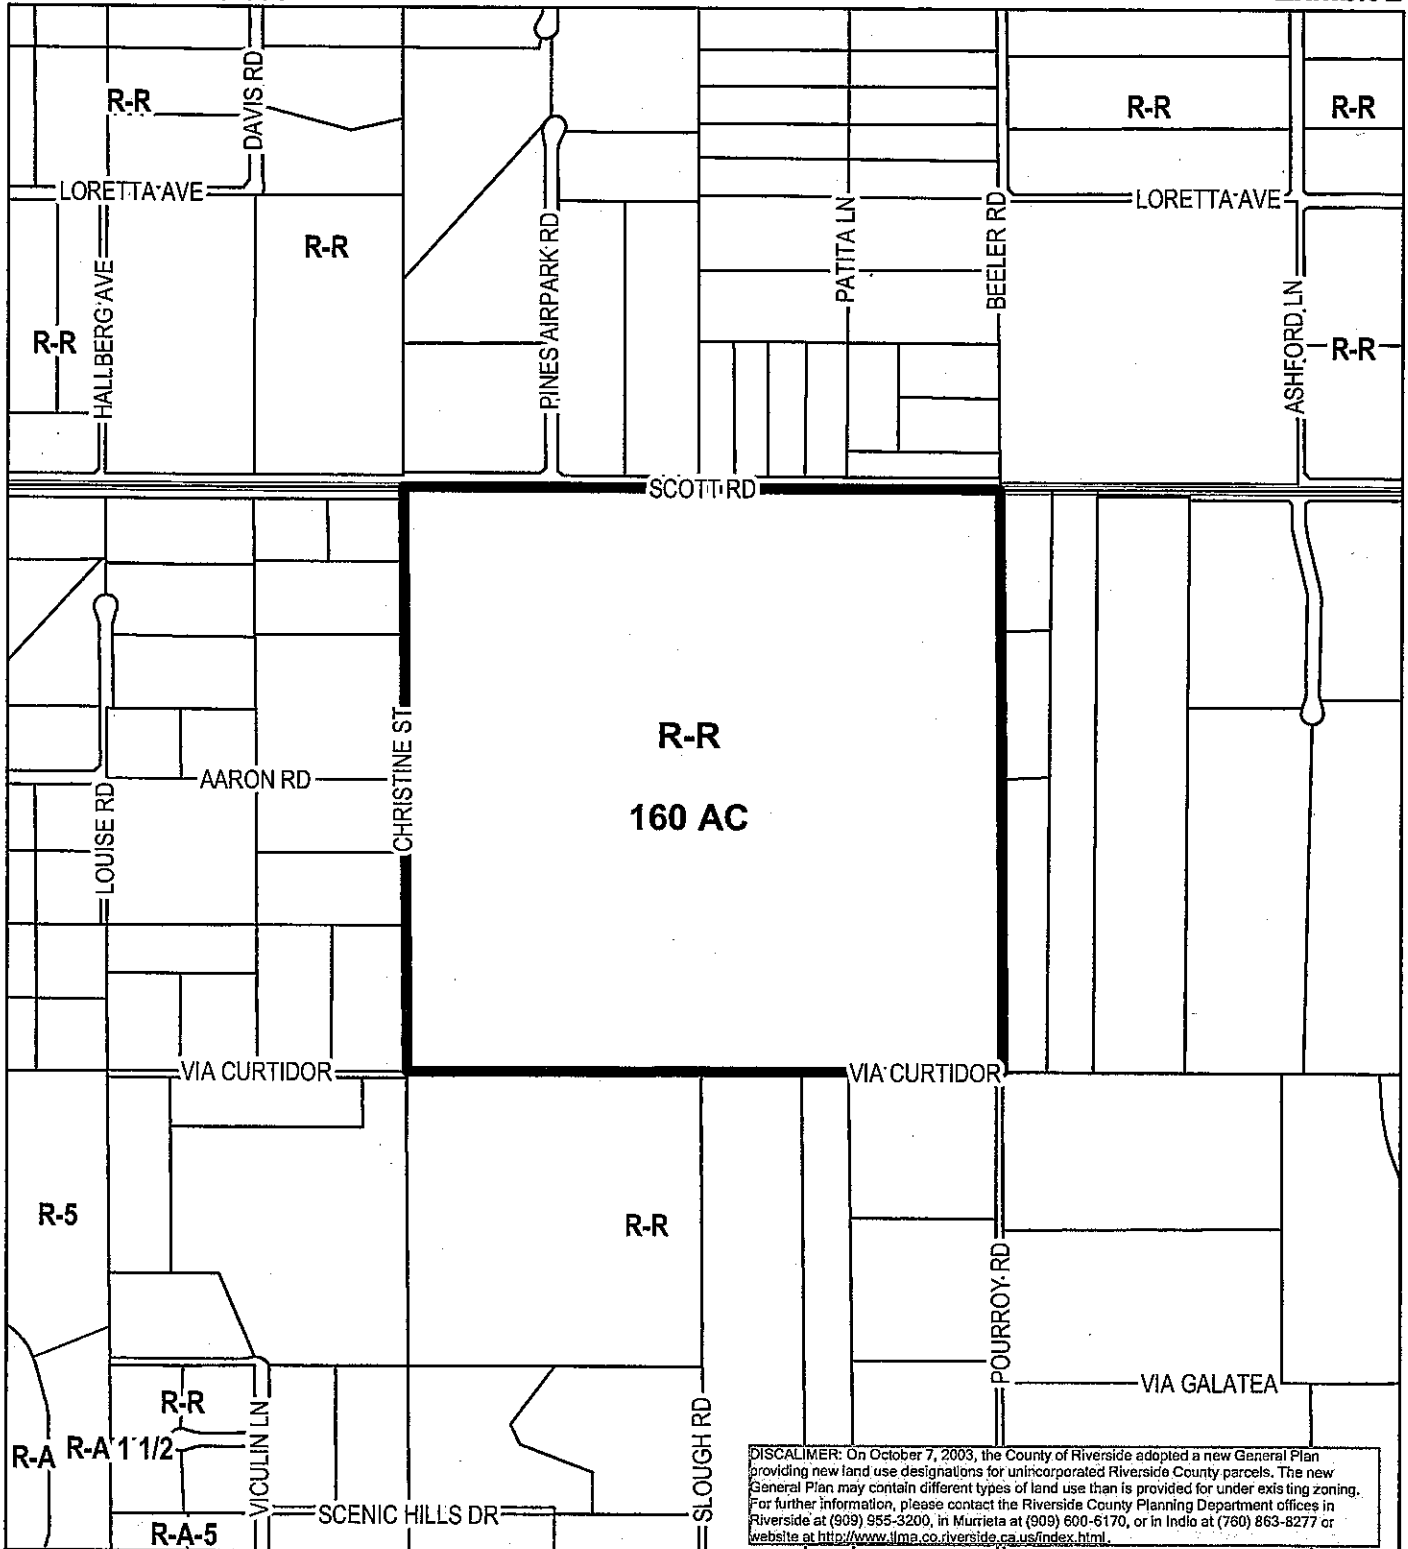 R-R
DAVIS RD
R-R
R-R
LORETTA AVE
LORETTA AVE
R-R
HALLBERG AVE
PINES AIRPARK RD
PATITA LN
BEELER RD
ASHFORD LN
R-R
R-R
SCOTT RD
CHRISTINE ST
R-R
AARON RD
LOUISE RD
160 AC
VIA CURTIDOR
VIA CURTIDOR
R-5
R-R
POURROY RD
VIA GALATEA
R-R
R-A
R-A 1 1/2
VICULIN LN
SLOUGH RD
SCENIC HILLS DR
R-A-5
DISCALIMER: On October 7, 2003, the County of Riverside adopted a new General Plan
providing new land use designations for unincorporated Riverside County parcels. The new
General Plan may contain different types of land use than is provided for under existing zoning.
For further information, please contact the Riverside County Planning Department offices in
Riverside at (909) 955-3200, in Murrieta at (909) 600-6170, or in Indio at (760) 863-8277 or
website at http://www.tlma.co.riverside.ca.us/index.html.